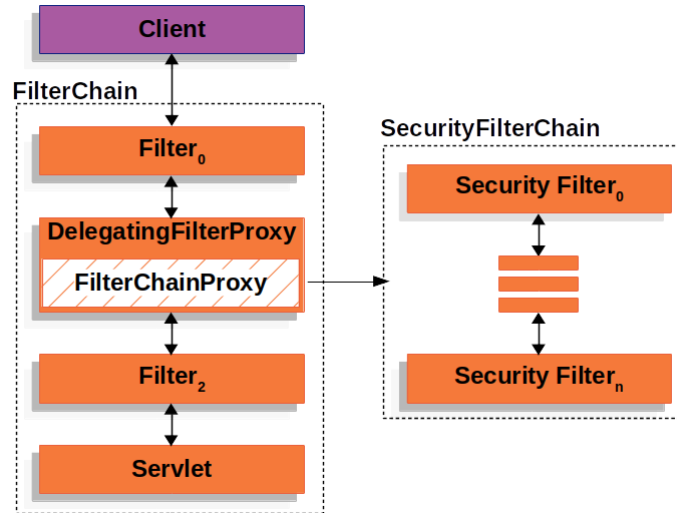 Client
FilterChain
Filter₀
DelegatingFilterProxy
FilterChainProxy
Filter₂
Servlet
SecurityFilterChain
Security Filter₀
Security Filterₙ